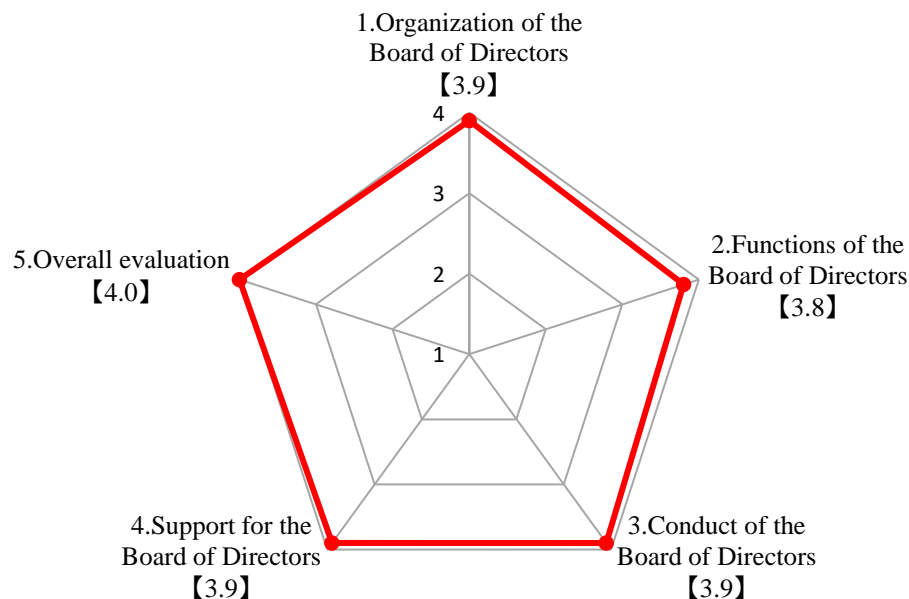 1.Organization of the
Board of Directors
【3.9】
4
3
2
1
2.Functions of the
Board of Directors
【3.8】
3.Conduct of the
Board of Directors
【3.9】
4.Support for the
Board of Directors
【3.9】
5.Overall evaluation
【4.0】